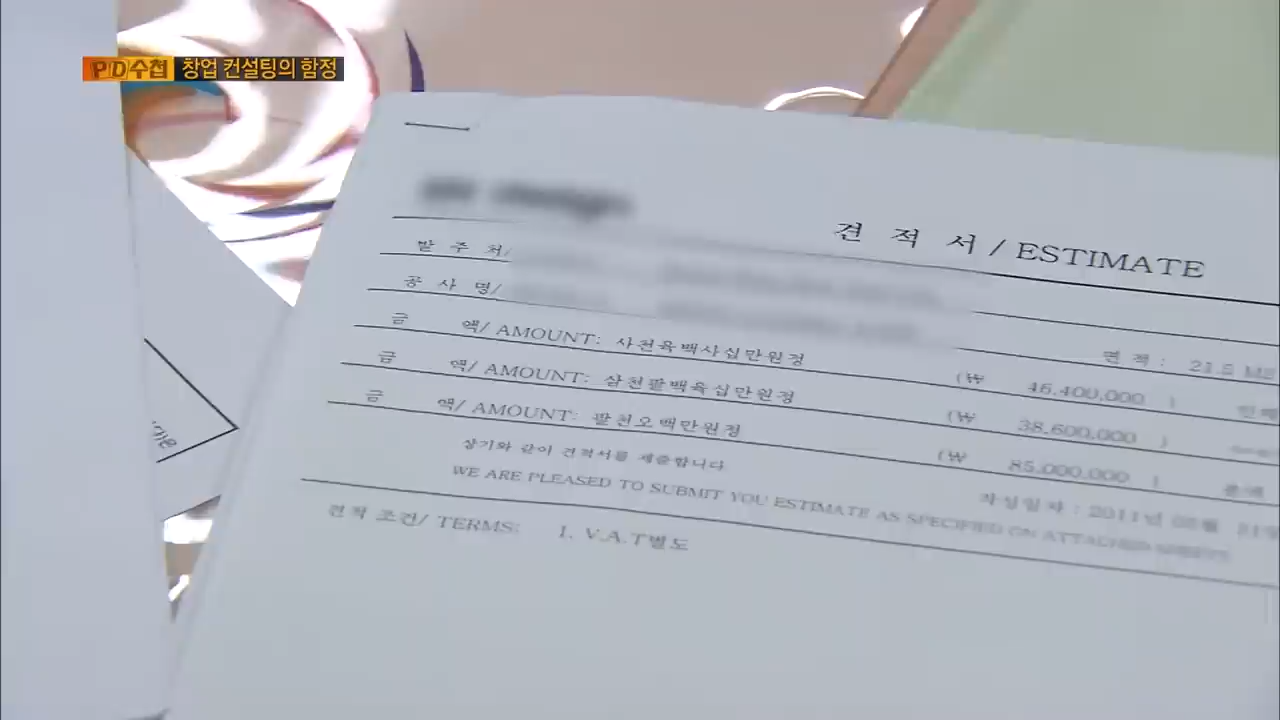 PD수첩 창업 컨설팅의 함정
견 적 서 / ESTIMATE
발 주 처/
공 사 명/
면 적 : 21.5 M2
금 액/ AMOUNT: 사천육백사십만원정 (₩ 46,400,000 )
금 액/ AMOUNT: 삼천팔백육십만원정 (₩ 38,600,000 )
금 액/ AMOUNT: 팔천오백만원정 (₩ 85,000,000 )
상기와 같이 견적서를 제출합니다
작성일자 : 2011년
WE ARE PLEASED TO SUBMIT YOU ESTIMATE AS SPECIFIED ON ATTACHED SHEETS
견적 조건/ TERMS: 1. V.A.T별도